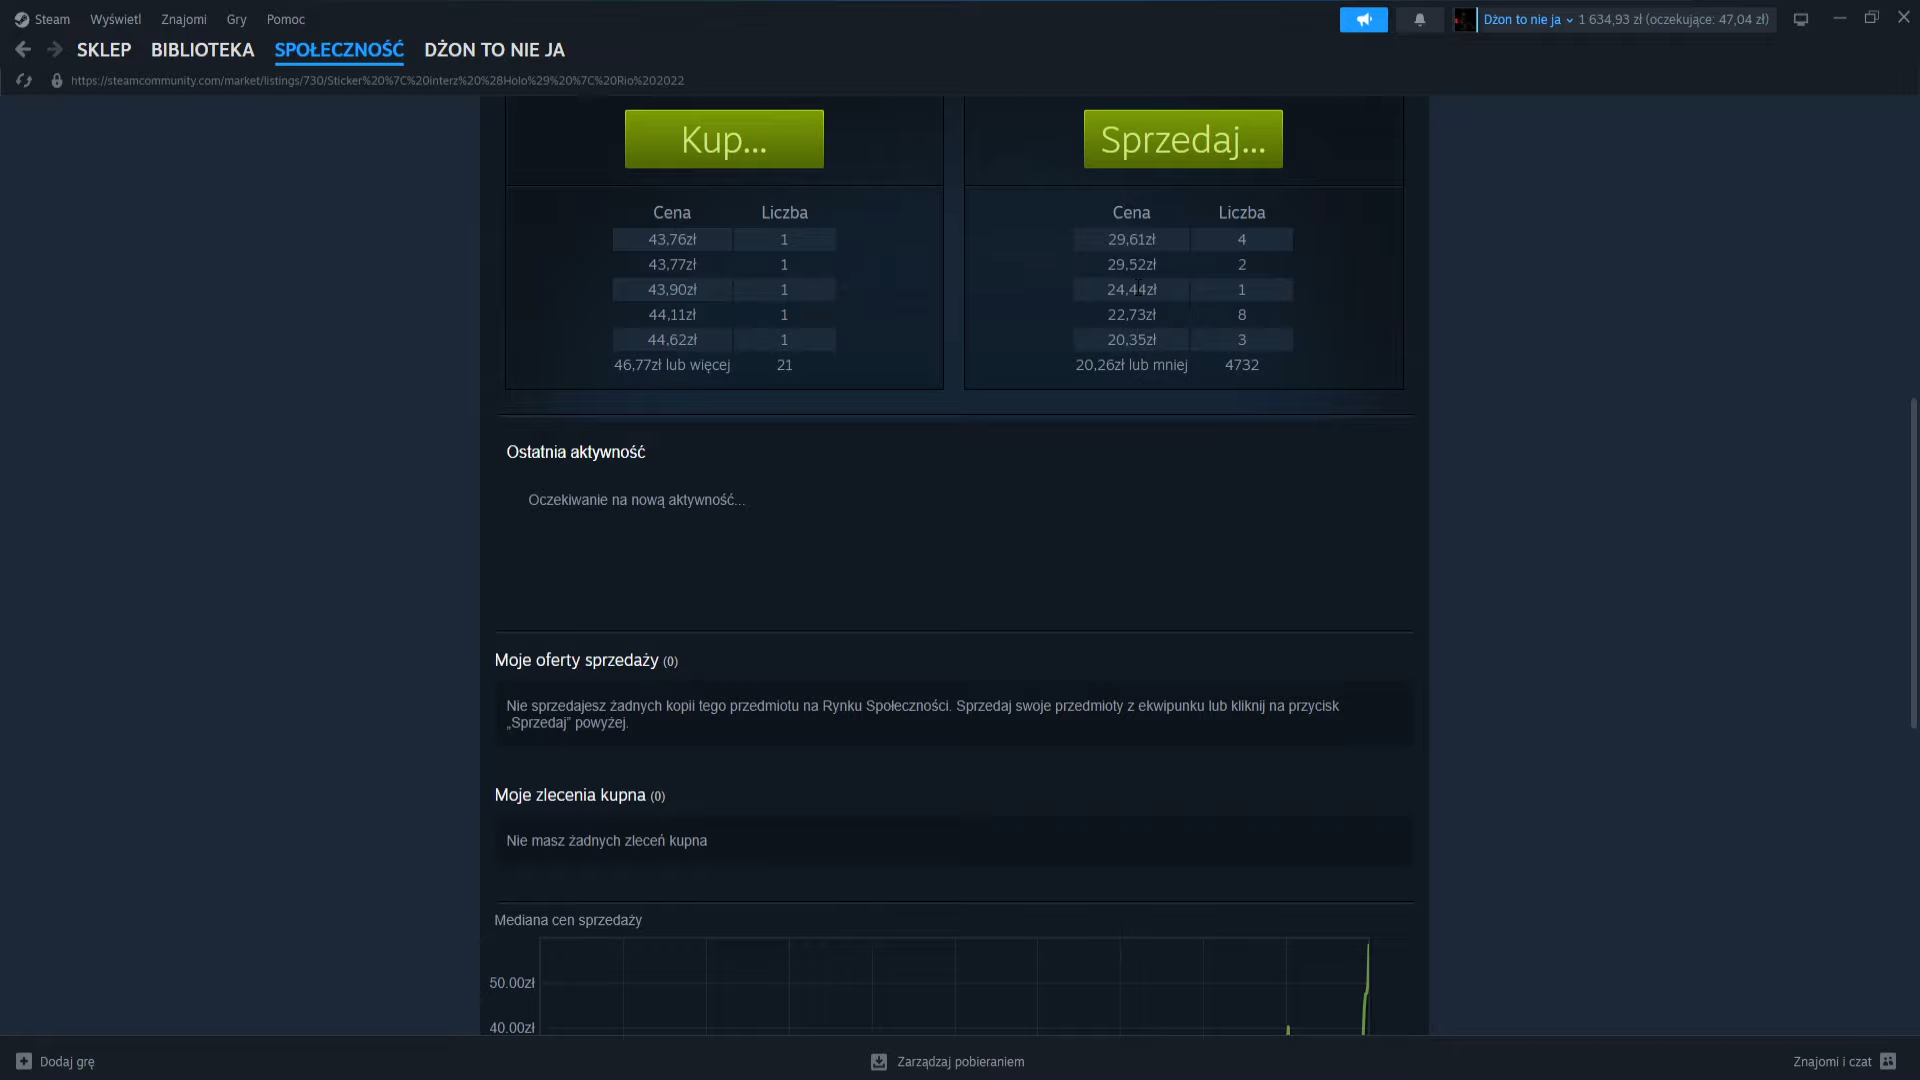 Steam Wyświetl Znajomi Gry Pomoc
Dżon to nie ja 1 634,93 zł (oczekujące: 47,04 zł)
SKLEP BIBLIOTEKA SPOŁECZNOŚĆ DŻON TO NIE JA
https://steamcommunity.com/market/listings/730/Sticker%20%7C%20interz%20%28Holo%29%20%7C%20Rio%202022
Kup...
Cena Liczba
43,76zł 1
43,77zł 1
43,90zł 1
44,11zł 1
44,62zł 1
46,77zł lub więcej 21
Sprzedaj...
Cena Liczba
29,61zł 4
29,52zł 2
24,44zł 1
22,73zł 8
20,35zł 3
20,26zł lub mniej 4732
Ostatnia aktywność
Oczekiwanie na nową aktywność...
Moje oferty sprzedaży (0)
Nie sprzedajesz żadnych kopii tego przedmiotu na Rynku Społeczności. Sprzedaj swoje przedmioty z ekwipunku lub kliknij na przycisk
„Sprzedaj” powyżej.
Moje zlecenia kupna (0)
Nie masz żadnych zleceń kupna
Mediana cen sprzedaży
50.00zł
40.00zł
Dodaj grę
Zarządzaj pobieraniem
Znajomi i czat